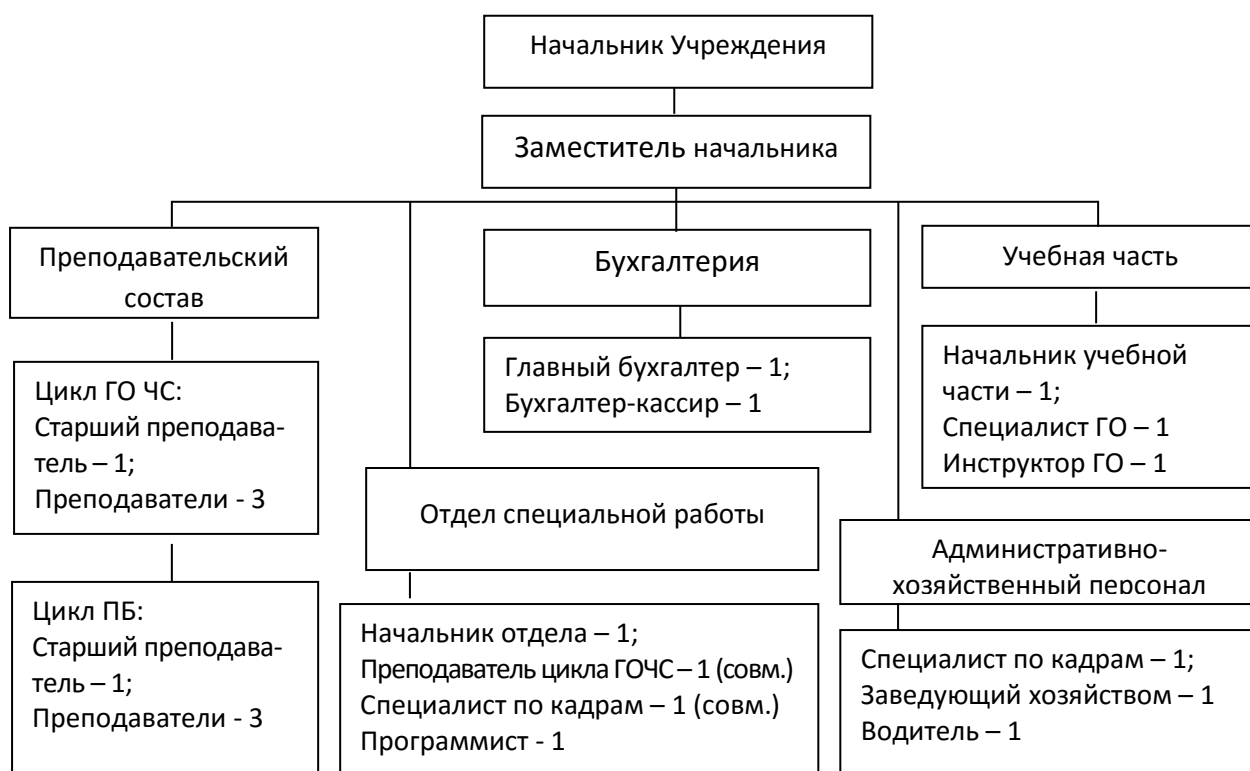 Начальник Учреждения
Заместитель начальника
Преподавательский
состав
Бухгалтерия
Учебная часть
Цикл ГО ЧС:
Старший преподава-
тель – 1;
Преподаватели - 3
Главный бухгалтер – 1;
Бухгалтер-кассир – 1
Начальник учебной
части – 1;
Специалист ГО – 1
Инструктор ГО – 1
Отдел специальной работы
Административно-
хозяйственный персонал
Цикл ПБ:
Старший преподава-
тель – 1;
Преподаватели - 3
Начальник отдела – 1;
Преподаватель цикла ГОЧС – 1 (совм.)
Специалист по кадрам – 1 (совм.)
Программист - 1
Специалист по кадрам – 1;
Заведующий хозяйством – 1
Водитель – 1